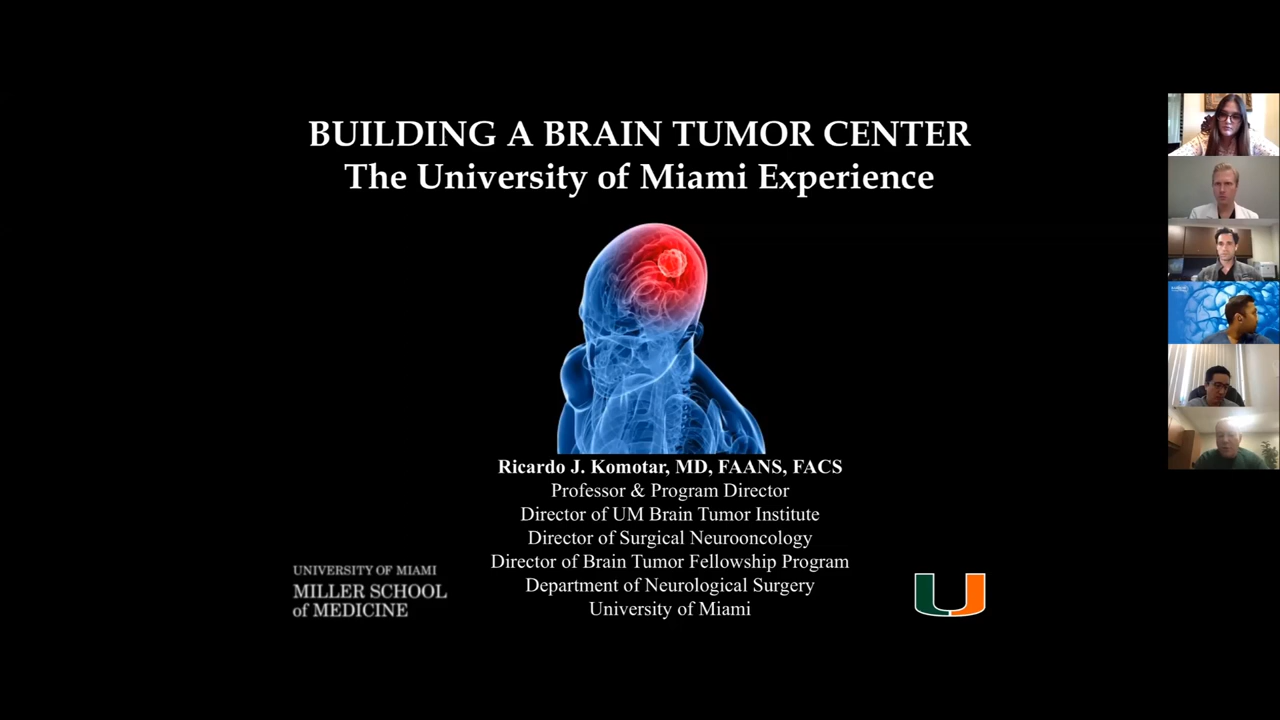 BUILDING A BRAIN TUMOR CENTER
The University of Miami Experience
Ricardo J. Komotar, MD, FAANS, FACS
Professor & Program Director
Director of UM Brain Tumor Institute
Director of Surgical Neurooncology
Director of Brain Tumor Fellowship Program
Department of Neurological Surgery
University of Miami
UNIVERSITY OF MIAMI
MILLER SCHOOL
of MEDICINE